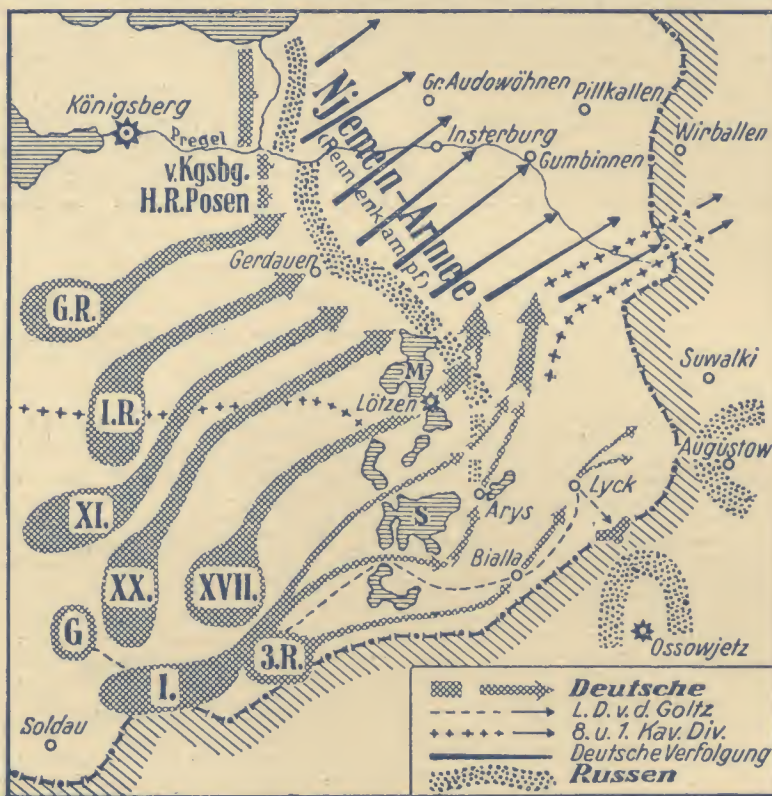 Königsberg
Pregel
v. Kgsbg.
H.R. Posen
Njemen-Armee
(Rennenkampf)
Gr. Audowöhnen
Pillkallen
Insterburg
Gumbinnen
Wirballen
Gerdauen
G.R.
I.R.
M
Lötzen
Suwalki
Augustow
XI.
S
Arys
Lyck
XX.
XVII.
Bialla
G
3.R.
Ossowjetz
I.
Soldau
Deutsche
L. D. v. d. Goltz
8. u. 1. Kav. Div.
Deutsche Verfolgung
Russen